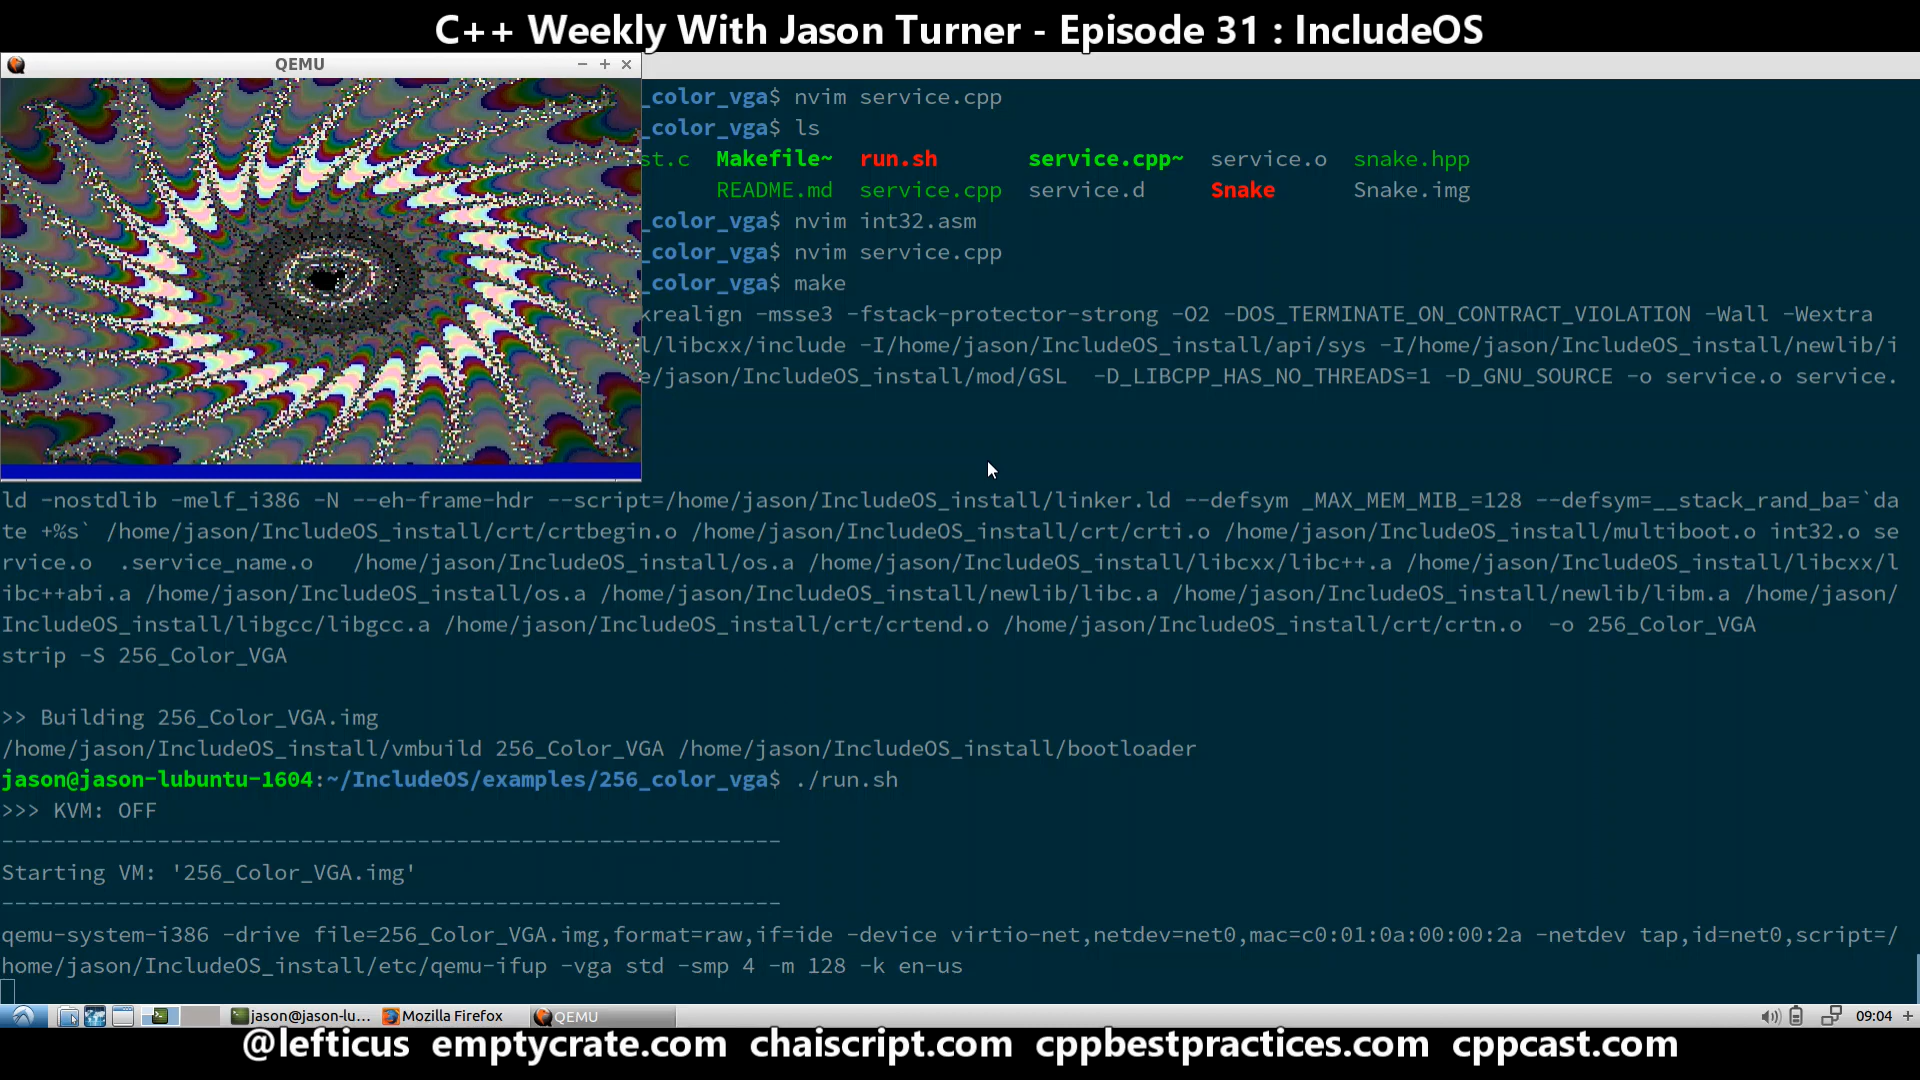 C++ Weekly With Jason Turner - Episode 31 : IncludeOS
QEMU
_color_vga$ nvim service.cpp
_color_vga$ ls
st.c Makefile~ run.sh service.cpp~ service.o snake.hpp
README.md service.cpp service.d Snake Snake.img
_color_vga$ nvim int32.asm
_color_vga$ nvim service.cpp
_color_vga$ make
krealign -msse3 -fstack-protector-strong -O2 -DOS_TERMINATE_ON_CONTRACT_VIOLATION -Wall -Wextra
l/libcxx/include -I/home/jason/IncludeOS_install/api/sys -I/home/jason/IncludeOS_install/newlib/i
e/jason/IncludeOS_install/mod/GSL -D_LIBCPP_HAS_NO_THREADS=1 -D_GNU_SOURCE -o service.o service.
ld -nostdlib -melf_i386 -N --eh-frame-hdr --script=/home/jason/IncludeOS_install/linker.ld --defsym _MAX_MEM_MIB_=128 --defsym=__stack_rand_ba=`da
te +%s` /home/jason/IncludeOS_install/crt/crtbegin.o /home/jason/IncludeOS_install/crt/crti.o /home/jason/IncludeOS_install/multiboot.o int32.o se
rvice.o .service_name.o /home/jason/IncludeOS_install/os.a /home/jason/IncludeOS_install/libcxx/libc++.a /home/jason/IncludeOS_install/libcxx/l
ibc++abi.a /home/jason/IncludeOS_install/os.a /home/jason/IncludeOS_install/newlib/libc.a /home/jason/IncludeOS_install/newlib/libm.a /home/jason/
IncludeOS_install/libgcc/libgcc.a /home/jason/IncludeOS_install/crt/crtend.o /home/jason/IncludeOS_install/crt/crtn.o -o 256_Color_VGA
strip -S 256_Color_VGA
>> Building 256_Color_VGA.img
/home/jason/IncludeOS_install/vmbuild 256_Color_VGA /home/jason/IncludeOS_install/bootloader
jason@jason-lubuntu-1604:~/IncludeOS/examples/256_color_vga$ ./run.sh
>>> KVM: OFF
------------------------------------------------------------
Starting VM: '256_Color_VGA.img'
------------------------------------------------------------
qemu-system-i386 -drive file=256_Color_VGA.img,format=raw,if=ide -device virtio-net,netdev=net0,mac=c0:01:0a:00:00:2a -netdev tap,id=net0,script=/
home/jason/IncludeOS_install/etc/qemu-ifup -vga std -smp 4 -m 128 -k en-us
jason@jason-lu... Mozilla Firefox QEMU 09:04
@lefticus emptycrate.com chaiscript.com cppbestpractices.com cppcast.com